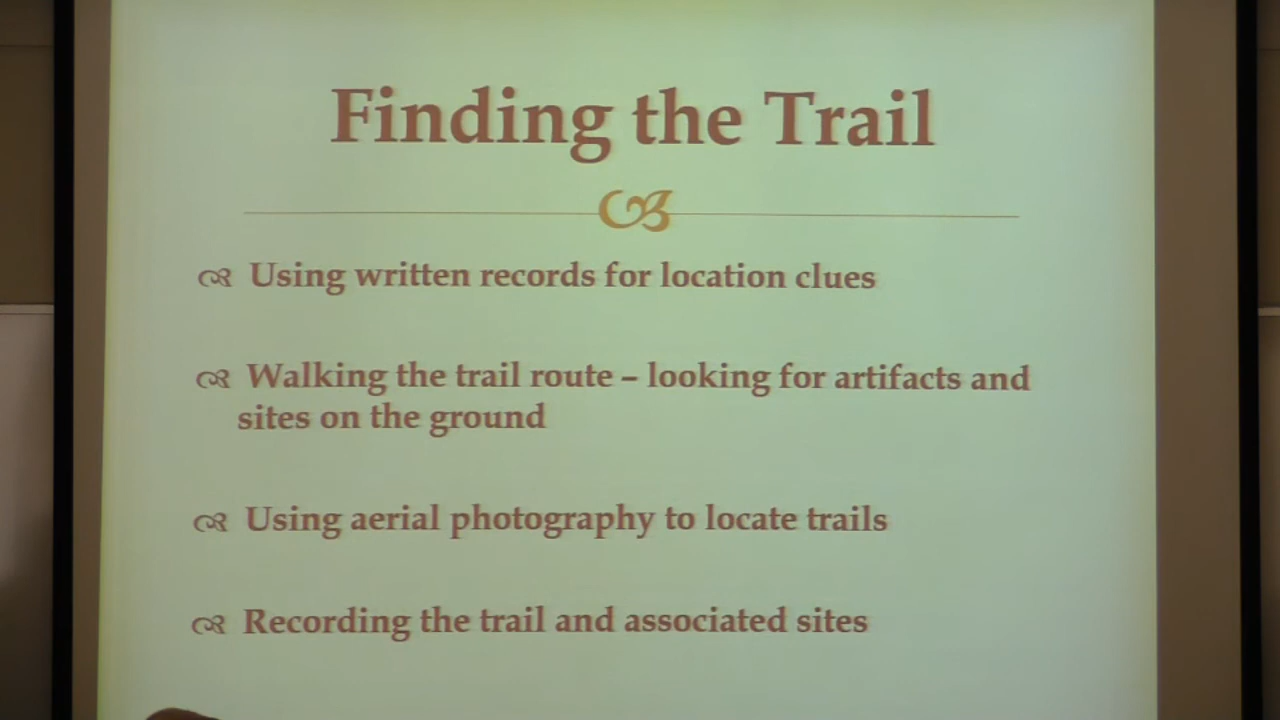 Finding the Trail
Using written records for location clues
Walking the trail route – looking for artifacts and
sites on the ground
Using aerial photography to locate trails
Recording the trail and associated sites